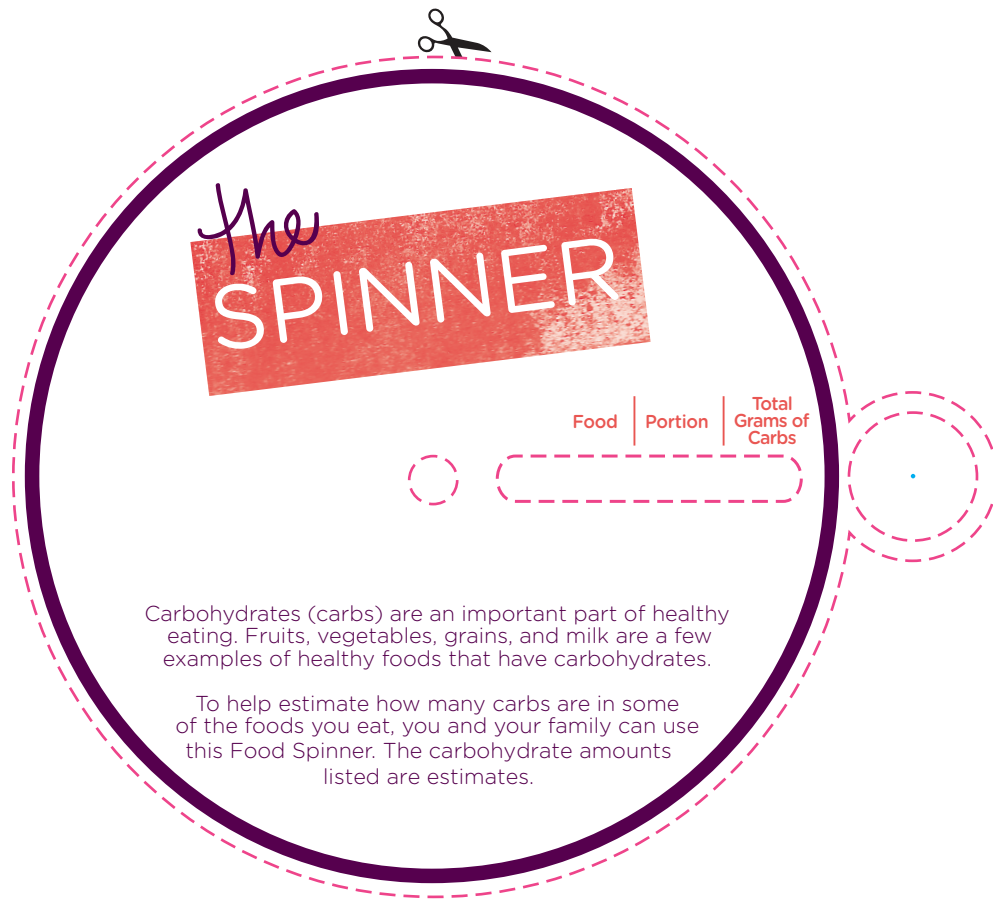 the
SPINNER
Food | Portion | Total
Grams of
Carbs
Carbohydrates (carbs) are an important part of healthy
eating. Fruits, vegetables, grains, and milk are a few
examples of healthy foods that have carbohydrates.
To help estimate how many carbs are in some
of the foods you eat, you and your family can use
this Food Spinner. The carbohydrate amounts
listed are estimates.